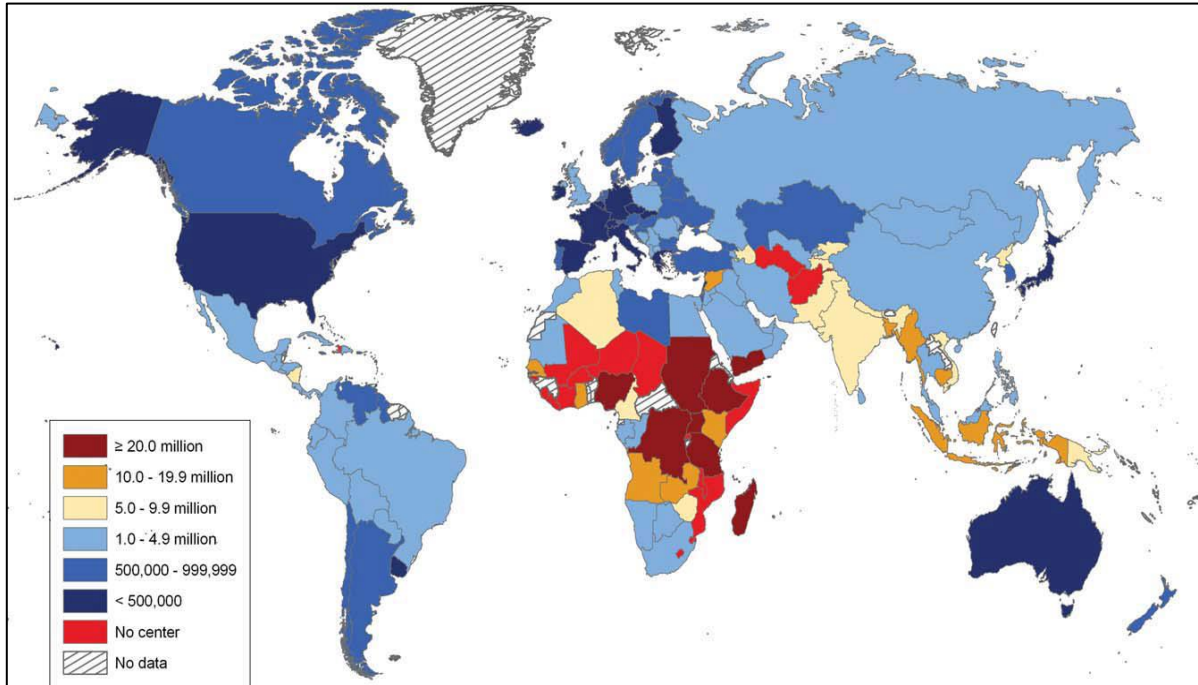 ≥ 20.0 million
10.0 - 19.9 million
5.0 - 9.9 million
1.0 - 4.9 million
500,000 - 999,999
< 500,000
No center
No data